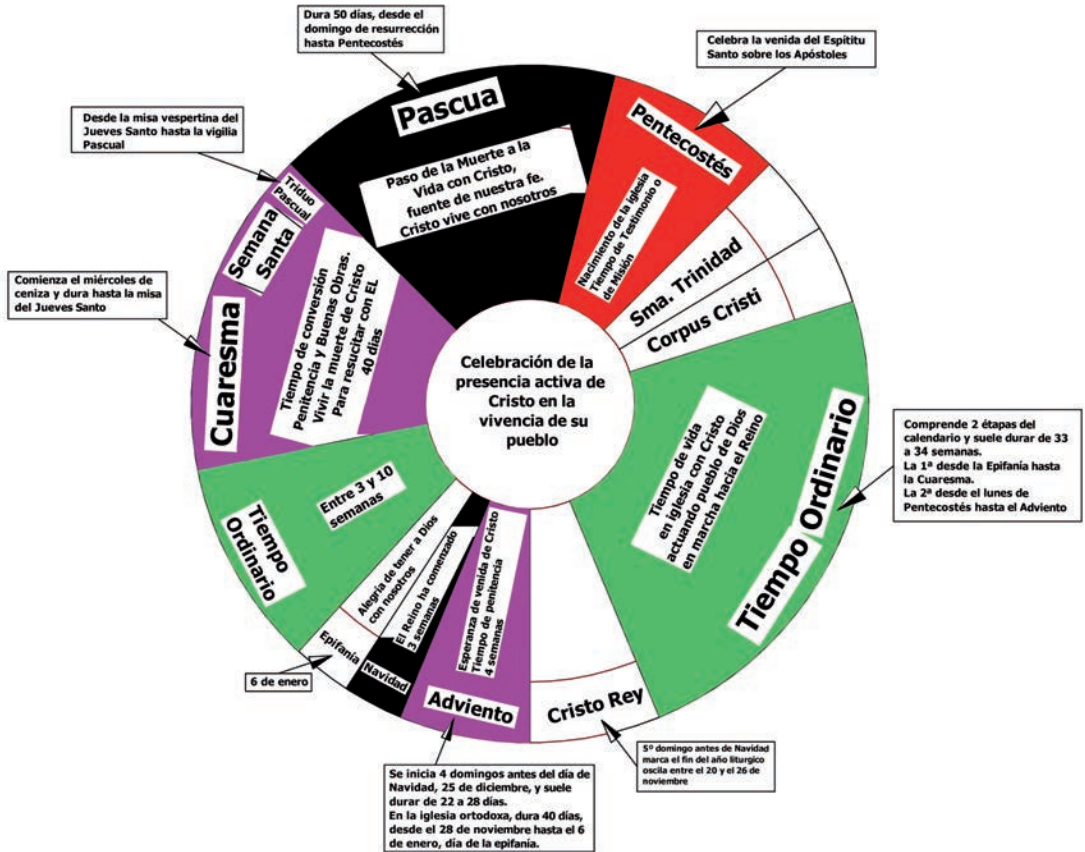 Dura 50 días, desde el
domingo de resurrección
hasta Pentecostés
Celebra la venida del Espítitu
Santo sobre los Apóstoles
Desde la misa vespertina del
Jueves Santo hasta la vigilia
Pascual
Comienza el miércoles de
ceniza y dura hasta la misa
del Jueves Santo
Pascua
Paso de la Muerte a la
Vida con Cristo,
fuente de nuestra fe.
Cristo vive con nosotros
Pentecostés
Nacimiento de la iglesia
Tiempo de Testimonio o
de Misión
Sma. Trinidad
Corpus Cristi
Triduo
Pascual
Semana
Santa
Cuaresma
Tiempo de conversión
Penitencia y Buenas Obras.
Vivir la muerte de Cristo
Para resucitar con EL
40 dias
Celebración de la
presencia activa de
Cristo en la
vivencia de su
pueblo
Tiempo de vida
en iglesia con Cristo
actuando pueblo de Dios
en marcha hacia el Reino
Tiempo Ordinario
Comprende 2 étapas del
calendario y suele durar de 33
a 34 semanas.
La 1ª desde la Epifanía hasta
la Cuaresma.
La 2ª desde el lunes de
Pentecostés hasta el Adviento
Entre 3 y 10
semanas
Tiempo
Ordinario
Alegría de tener a Dios
con nosotros
Epifanía
6 de enero
El Reino ha comenzado
3 semanas
Navidad
Esperanza de venida de Cristo
Tiempo de penitencia
4 semanas
Adviento
Cristo Rey
5º domingo antes de Navidad
marca el fin del año liturgico
oscila entre el 20 y el 26 de
noviembre
Se inicia 4 domingos antes del día de
Navidad, 25 de diciembre, y suele
durar de 22 a 28 días.
En la iglesia ortodoxa, dura 40 días,
desde el 28 de noviembre hasta el 6
de enero, día de la epifanía.